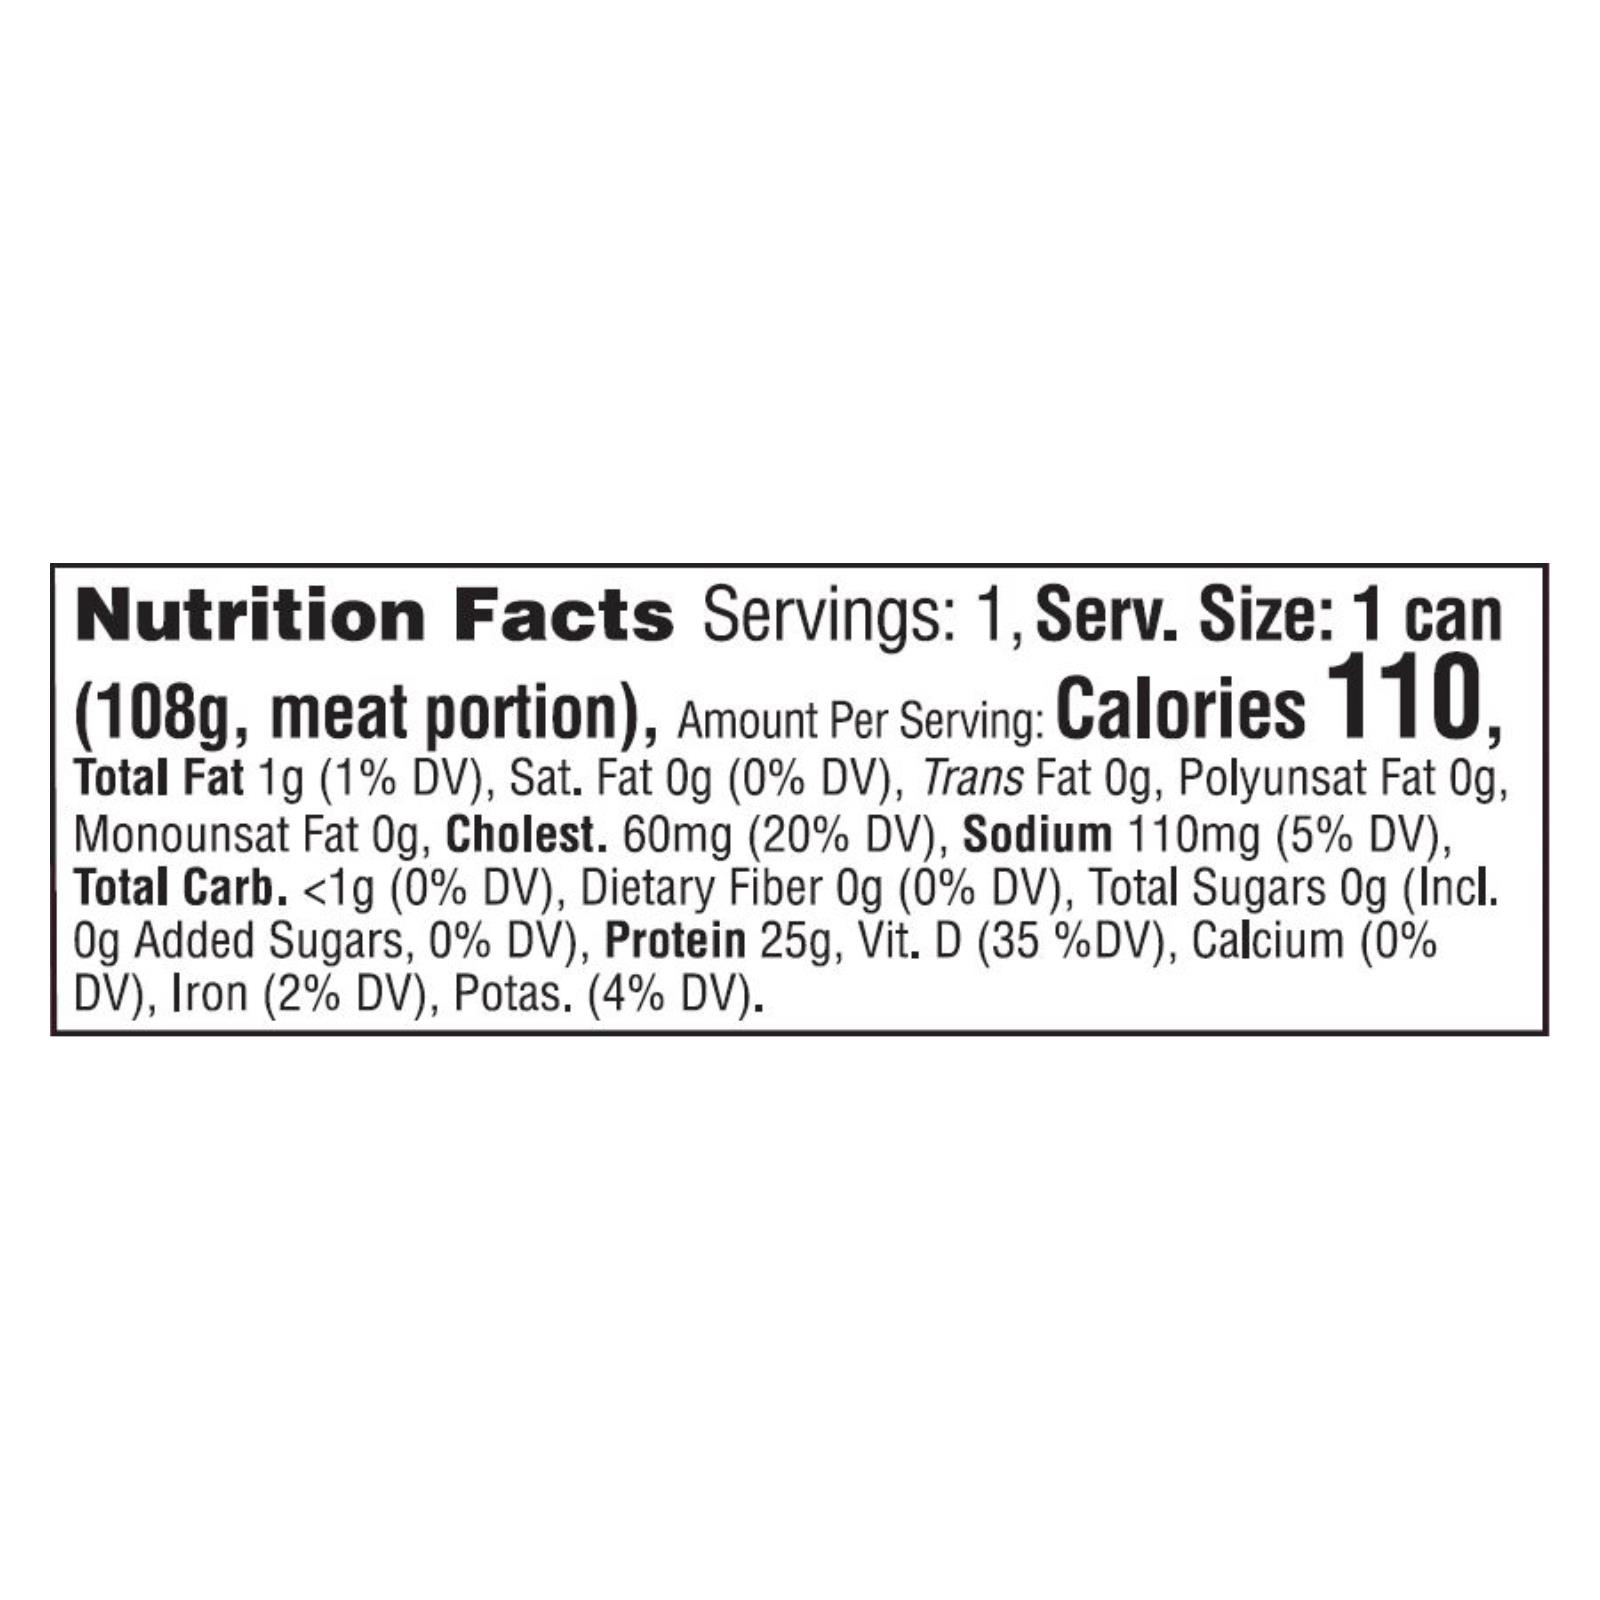 Nutrition Facts Servings: 1, Serv. Size: 1 can
(108g, meat portion), Amount Per Serving: Calories 110,
Total Fat 1g (1% DV), Sat. Fat 0g (0% DV), Trans Fat 0g, Polyunsat Fat 0g,
Monounsat Fat 0g, Cholest. 60mg (20% DV), Sodium 110mg (5% DV),
Total Carb. <1g (0% DV), Dietary Fiber 0g (0% DV), Total Sugars 0g (Incl.
0g Added Sugars, 0% DV), Protein 25g, Vit. D (35 %DV), Calcium (0%
DV), Iron (2% DV), Potas. (4% DV).